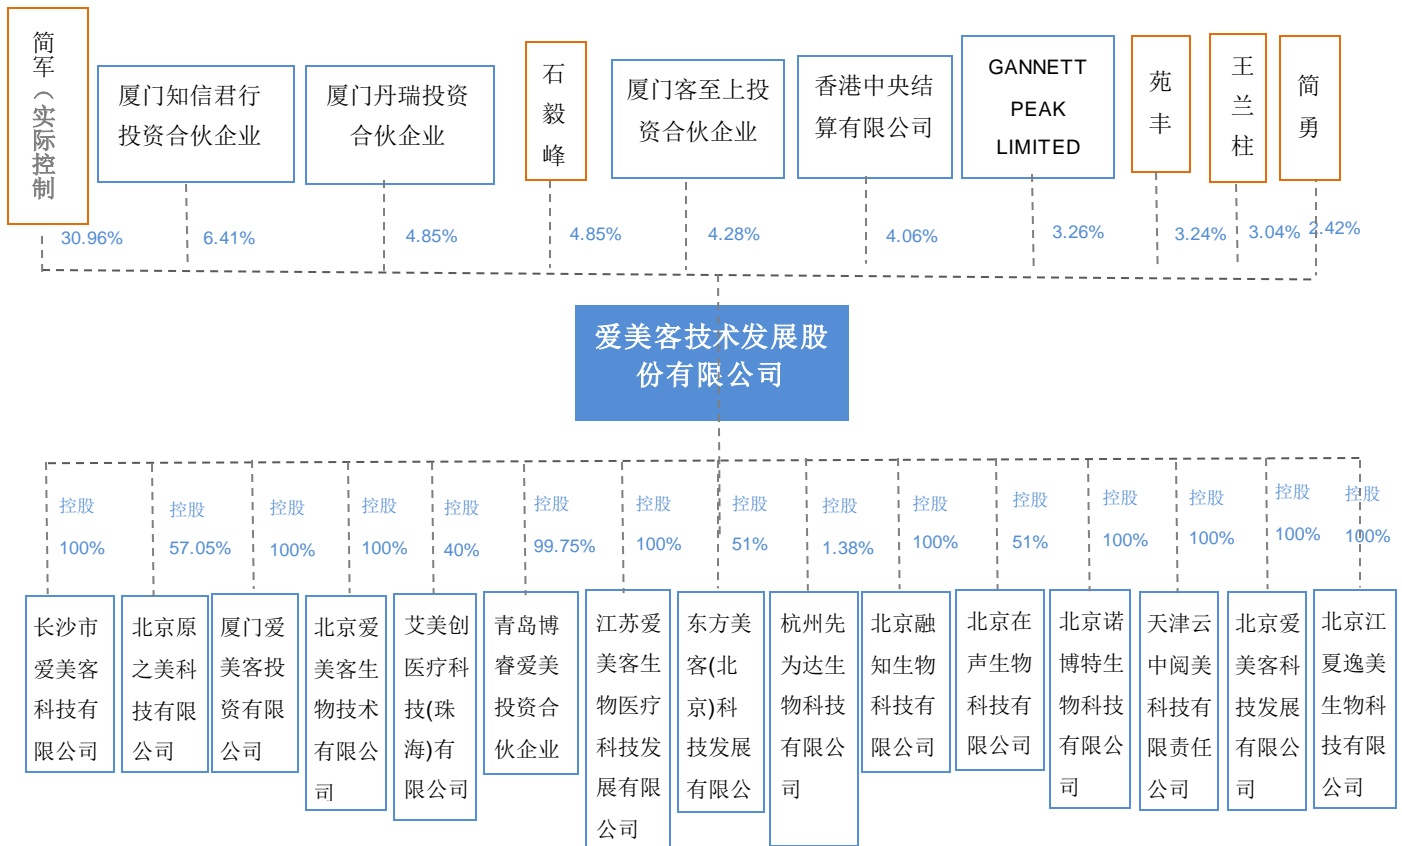 简
军
（
实
际
控
制
厦门知信君行
投资合伙企业
厦门丹瑞投资
合伙企业
石
毅
峰
厦门客至上投
资合伙企业
香港中央结
算有限公司
GANNETT
PEAK
LIMITED
苑
丰
王
兰
柱
简
勇
30.96%
6.41%
4.85%
4.85%
4.28%
4.06%
3.26%
3.24%
3.04%
2.42%
爱美客技术发展股
份有限公司
控股
100%
控股
57.05%
控股
100%
控股
100%
控股
40%
控股
99.75%
控股
100%
控股
51%
控股
1.38%
控股
100%
控股
51%
控股
100%
控股
100%
控股
100%
控股
100%
长沙市
爱美客
科技有
限公司
北京原
之美科
技有限
公司
厦门爱
美客投
资有限
公司
北京爱
美客生
物技术
有限公
司
艾美创
医疗科
技(珠
海)有
限公司
青岛博
睿爱美
投资合
伙企业
江苏爱
美客生
物医疗
科技发
展有限
公司
东方美
客(北
京)科
技发展
有限公
杭州先
为达生
物科技
有限公
司
北京融
知生物
科技有
限公司
北京在
声生物
科技有
限公司
北京诺
博特生
物科技
有限公
司
天津云
中阅美
科技有
限责任
公司
北京爱
美客科
技发展
有限公
司
北京江
夏逸美
生物科
技有限
公司